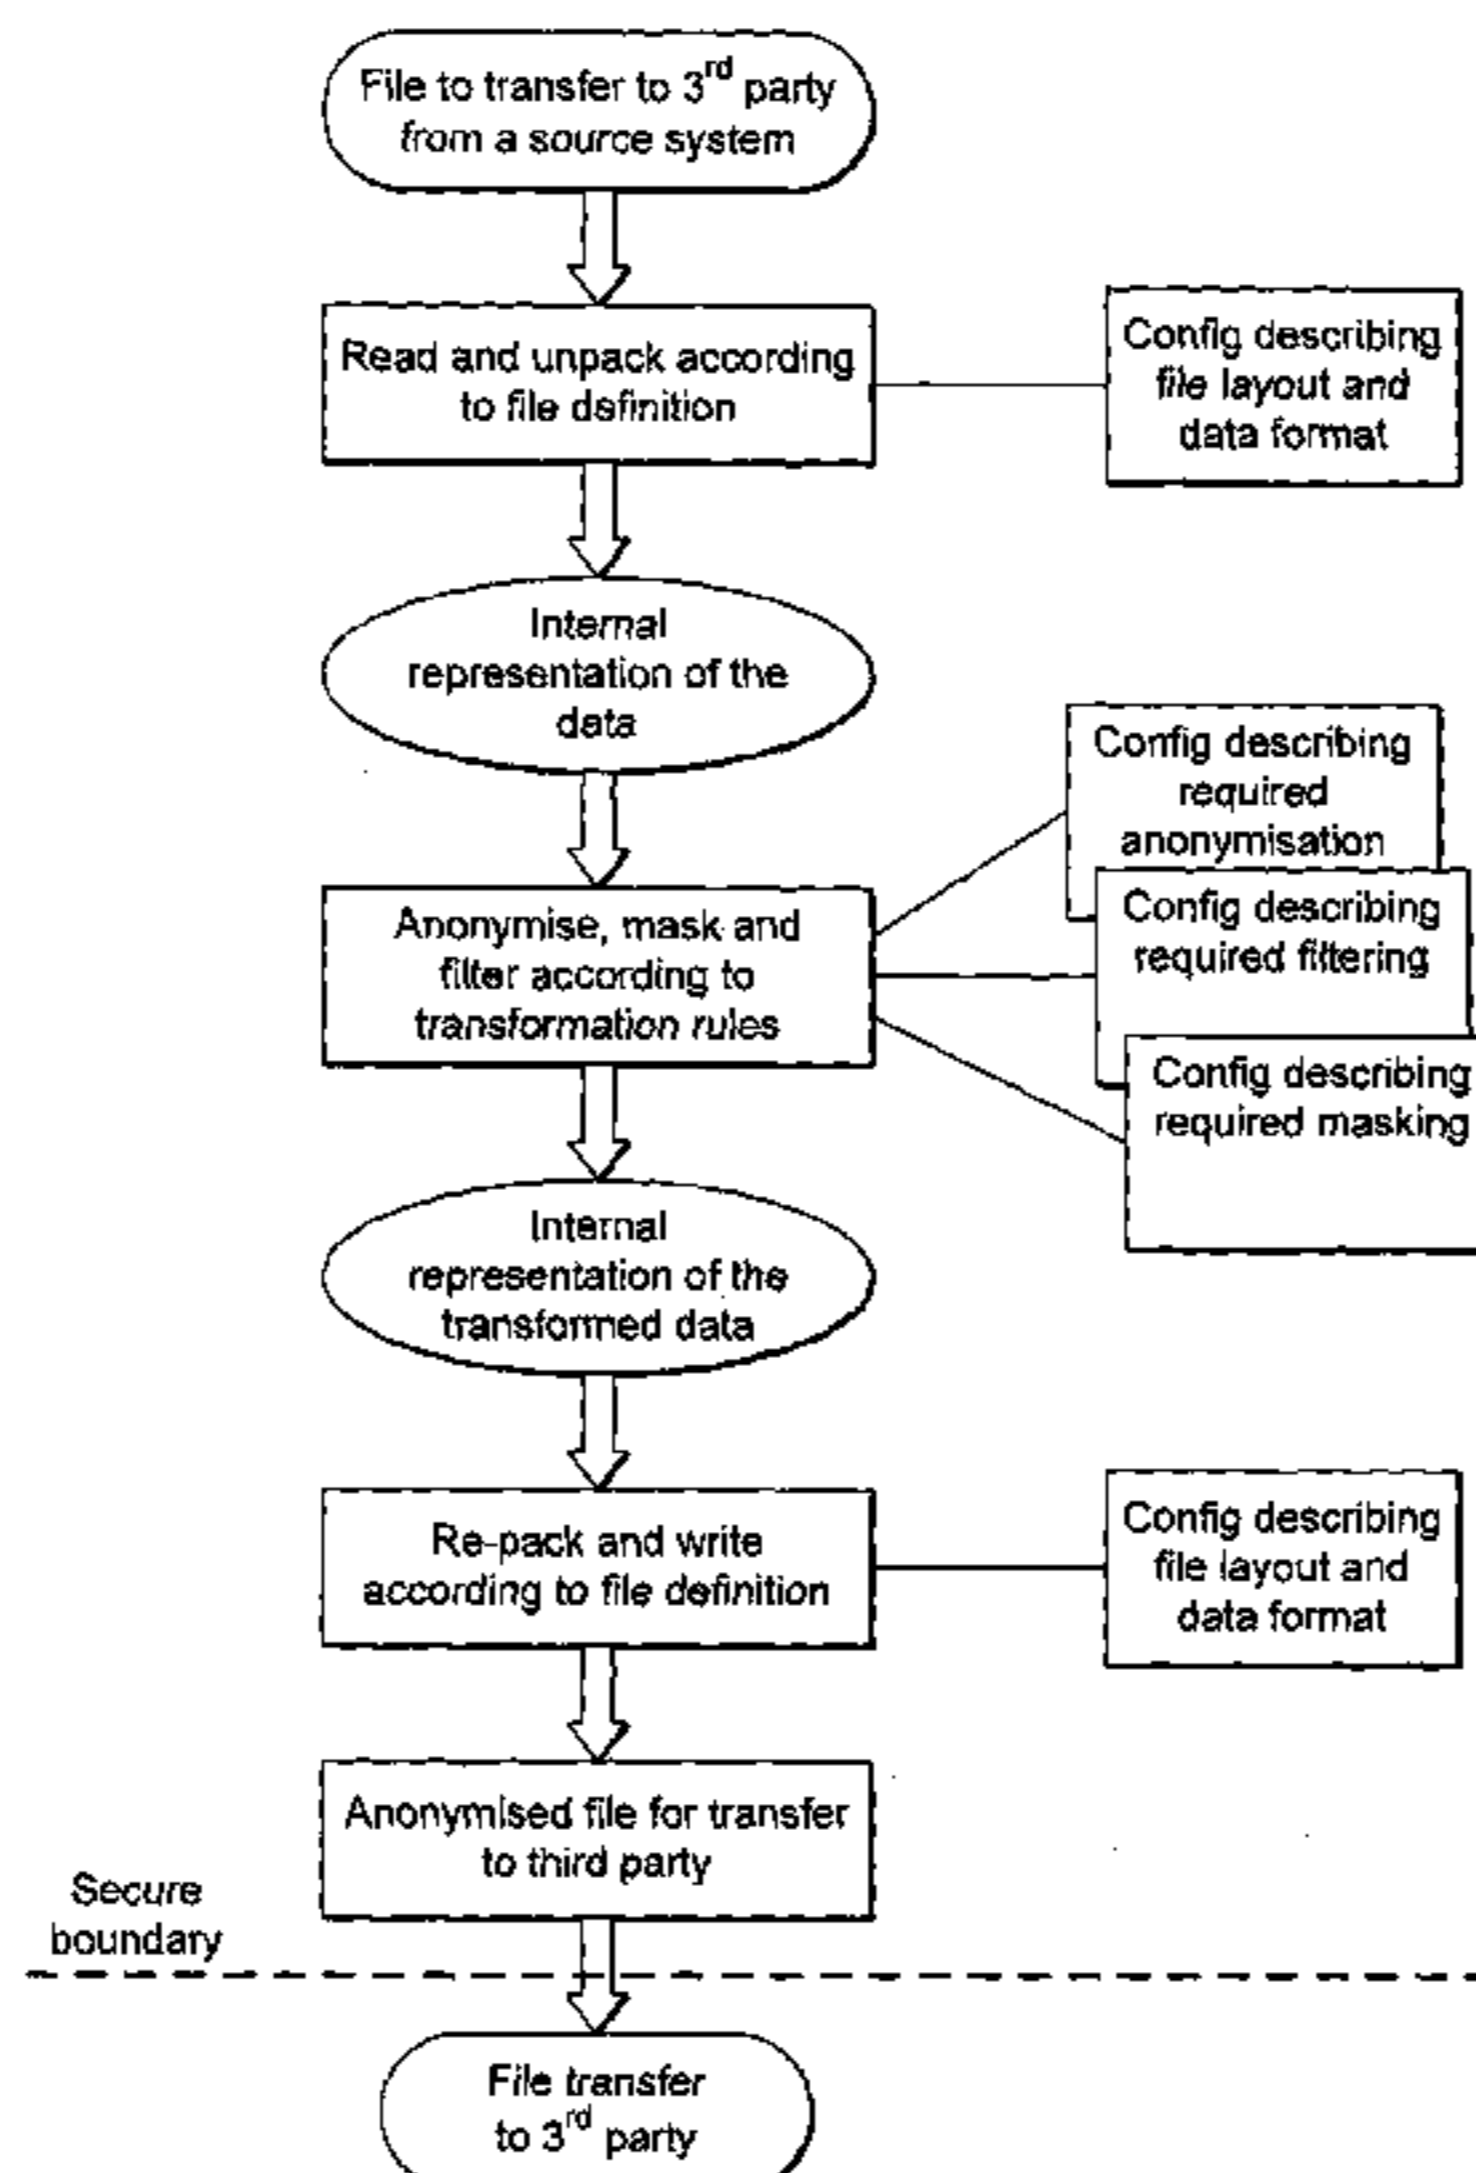 File to transfer to 3rd party
from a source system
Read and unpack according
to file definition
Config describing
file layout and
data format
Internal
representation of the
data
Config describing
required
anonymisation
Anonymise, mask and
filter according to
transformation rules
Config describing
required filtering
Config describing
required masking
Internal
representation of the
transformed data
Re-pack and write
according to file definition
Config describing
file layout and
data format
Anonymised file for transfer
to third party
Secure
boundary
File transfer
to 3rd party